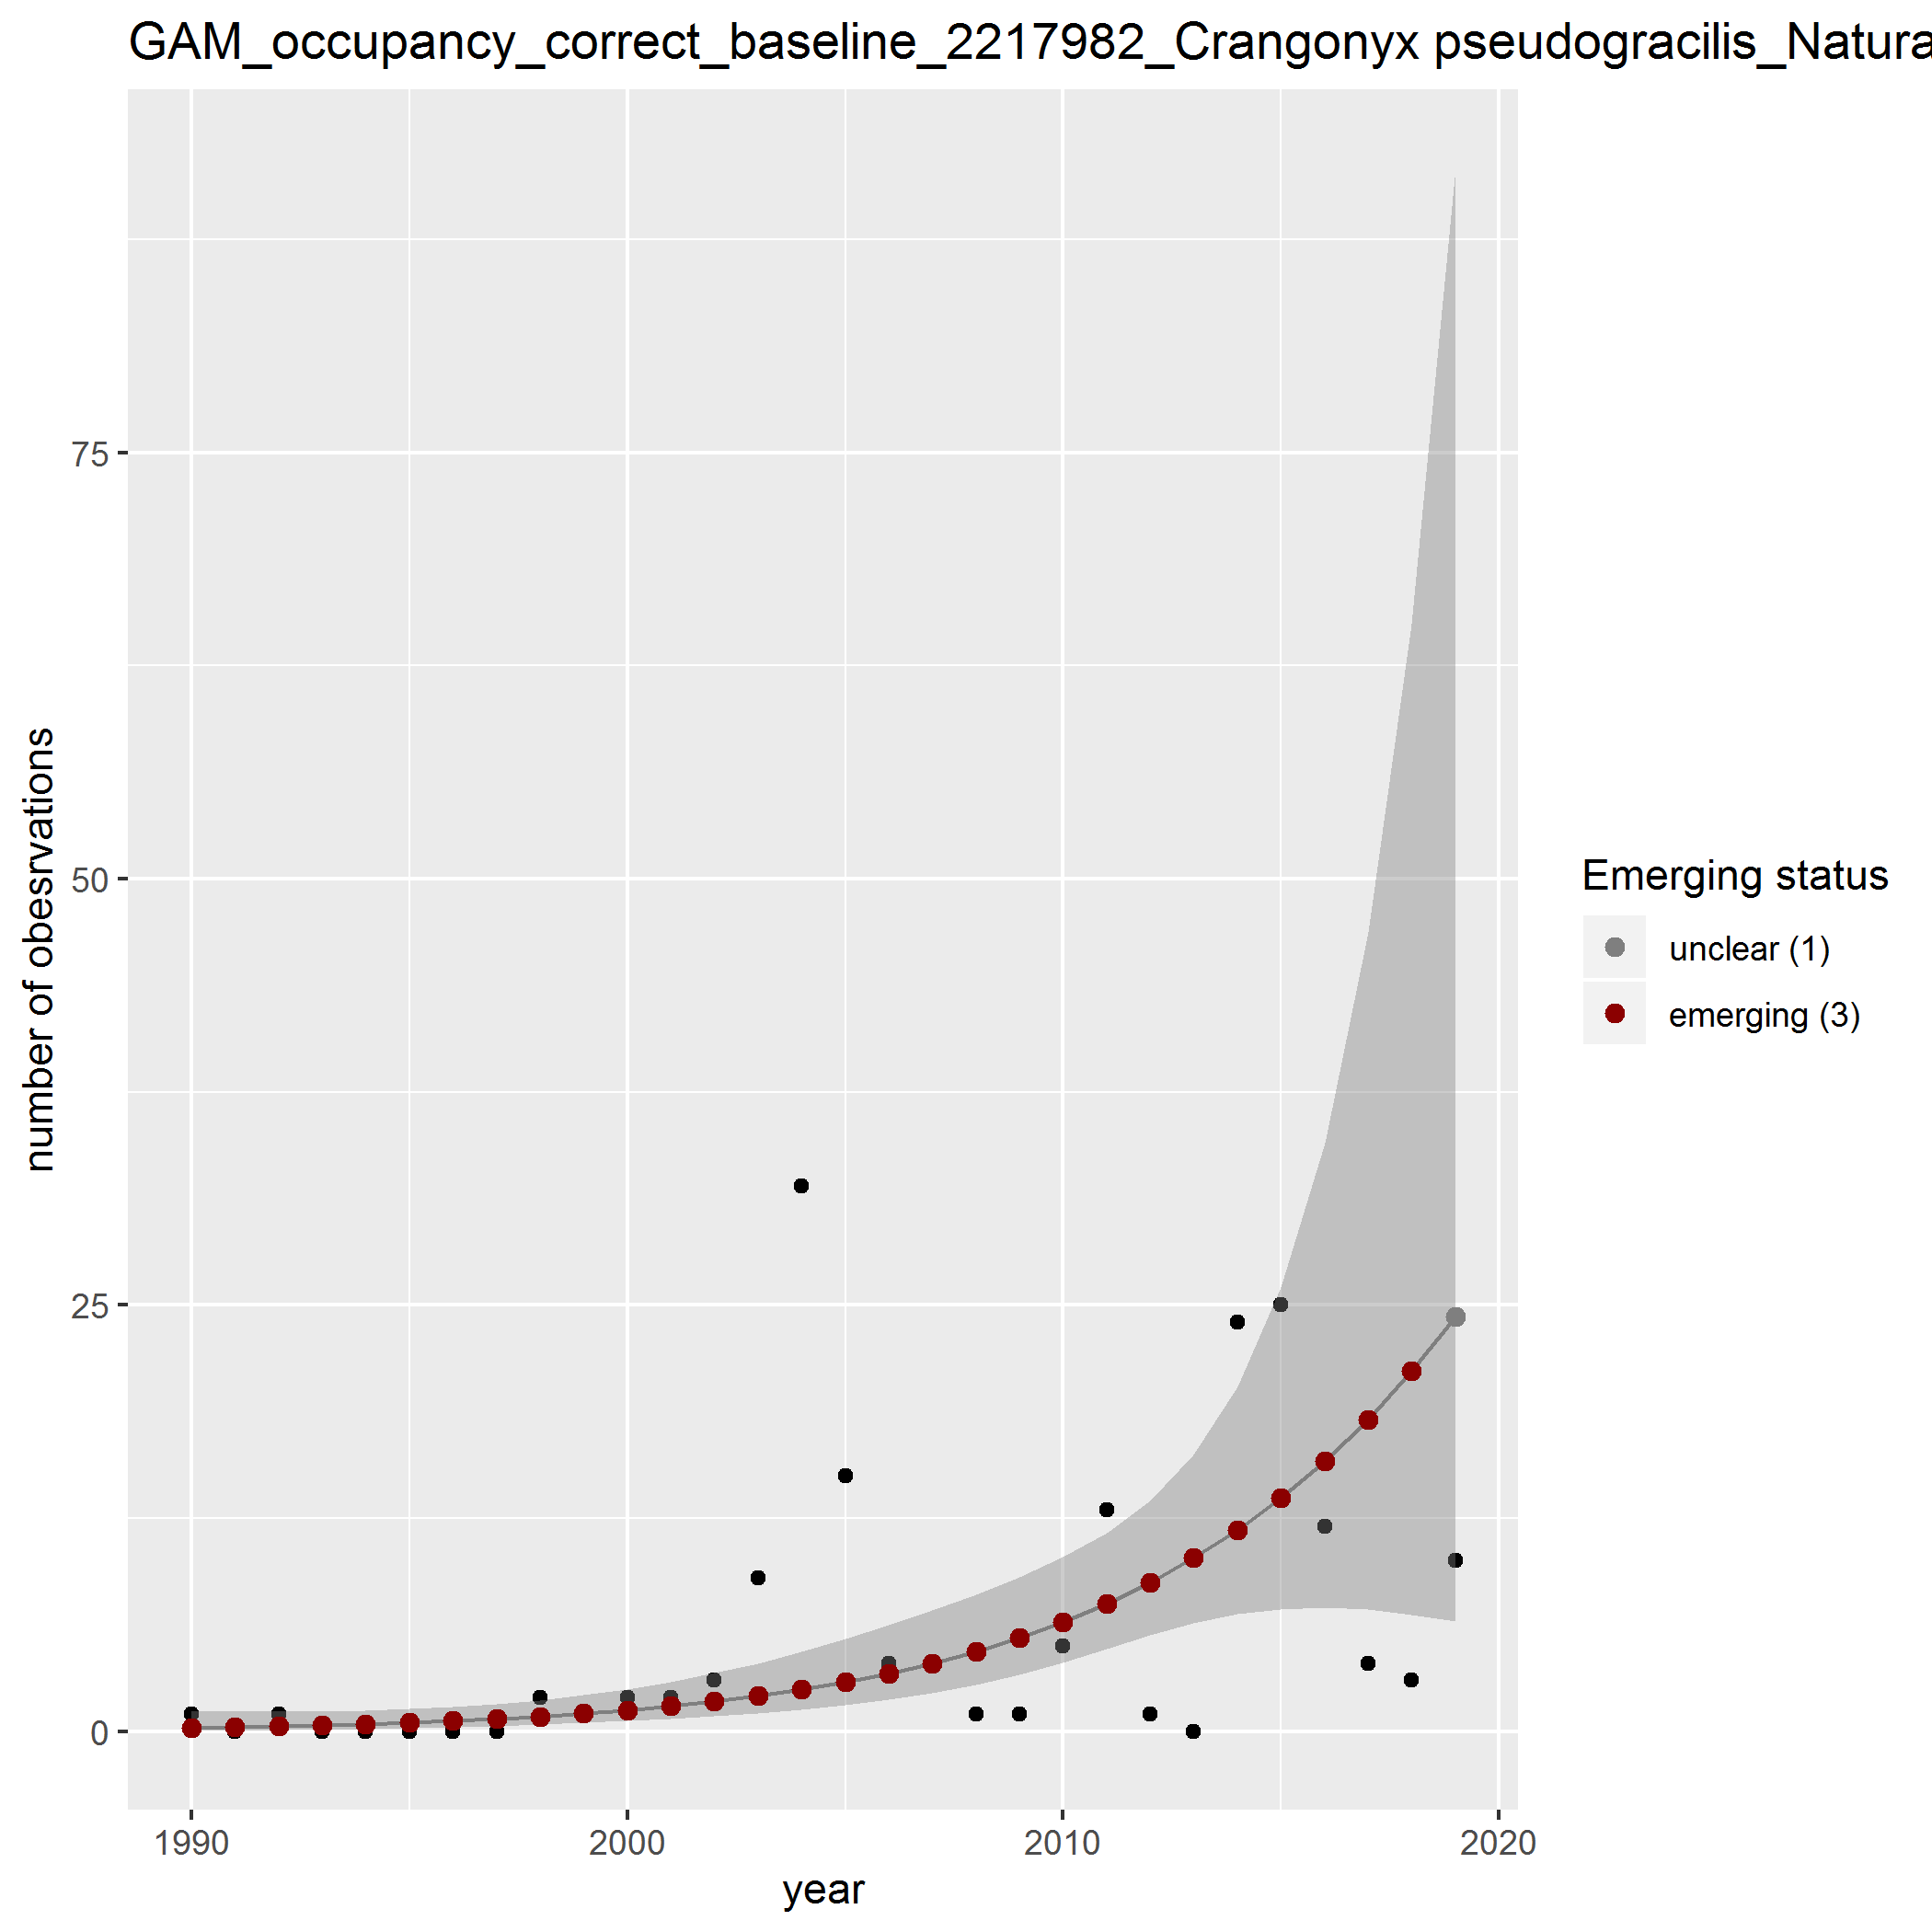 GAM_occupancy_correct_baseline_2217982_Crangonyx pseudogracilis_Natura
number of obesrvations
75
50
25
0
1990 2000 2010 2020
year
Emerging status
unclear (1)
emerging (3)